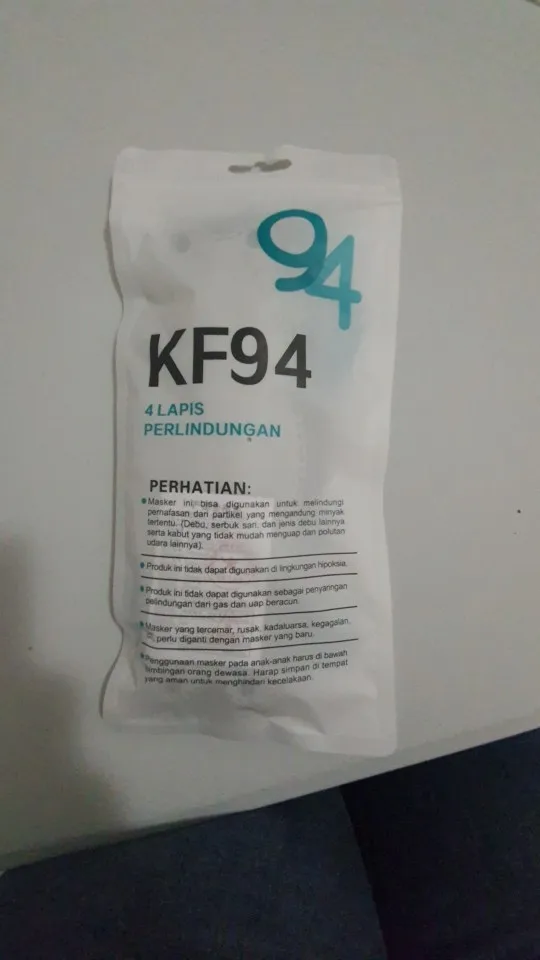 94
KF94
4 LAPIS
PERLINDUNGAN
PERHATIAN:
Masker ini bisa digunakan untuk melindungi
pernafasan dari partikel yang mengandung minyak
tertentu. (Debu, serbuk sari, dan jenis debu lainnya
serta kabut yang tidak mudah menguap dan polutan
udara lainnya).
Produk ini tidak dapat digunakan di lingkungan hipoksia.
Produk ini tidak dapat digunakan sebagai penyaringan
pelindungan dari gas dan uap beracun.
Masker yang tercemar, rusak, kadaluarsa, kegagalan,
perlu diganti dengan masker yang baru.
Penggunaan masker pada anak-anak harus di bawah
bimbingan orang dewasa. Harap simpan di tempat
yang aman untuk menghindari kecelakaan.